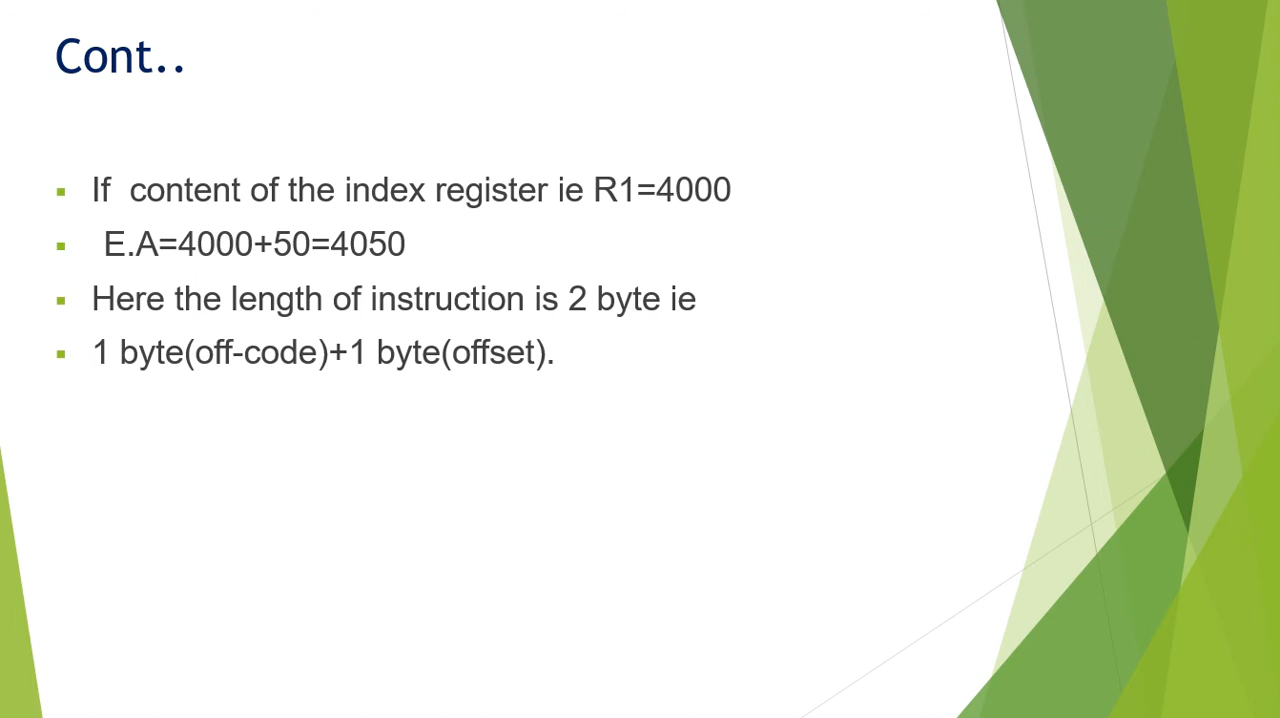 Cont..
If content of the index register ie R1=4000
E.A=4000+50=4050
Here the length of instruction is 2 byte ie
1 byte(off-code)+1 byte(offset).